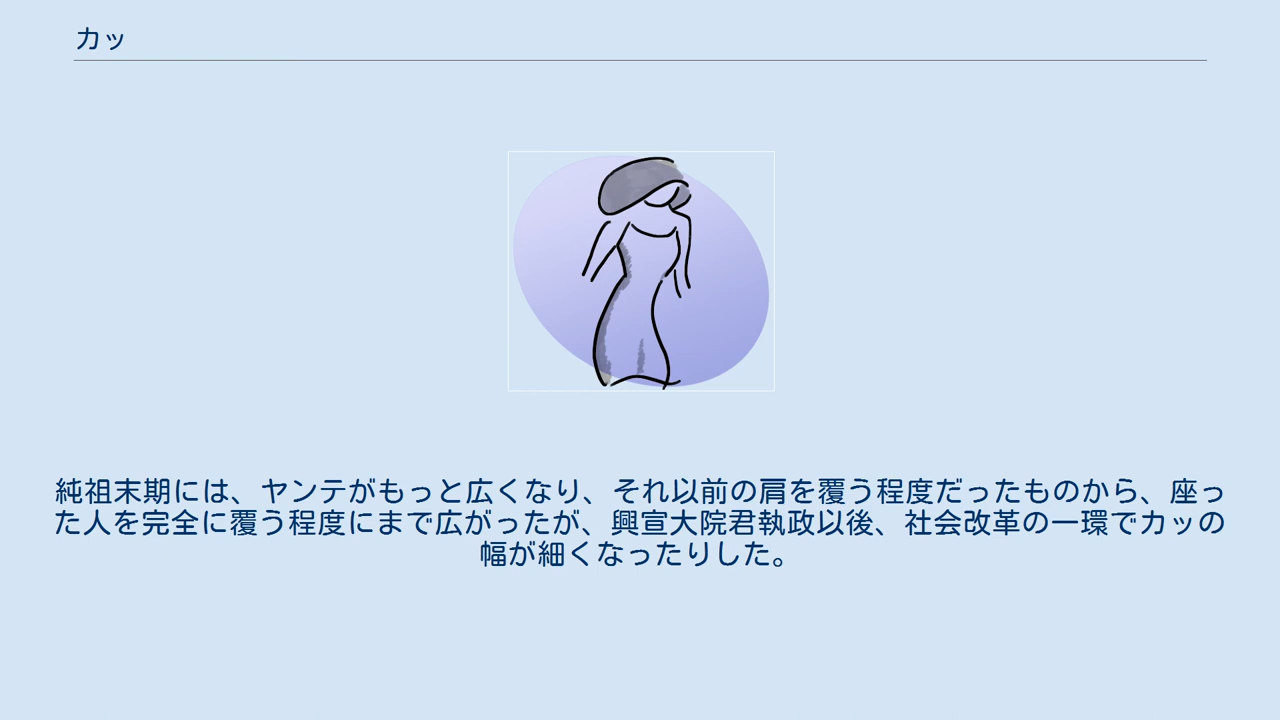 カッ
純祖末期には、ヤンテがもっと広くなり、それ以前の肩を覆う程度だったものから、座っ
た人を完全に覆う程度にまで広がったが、興宣大院君執政以後、社会改革の一環でカッの
幅が細くなったりした。